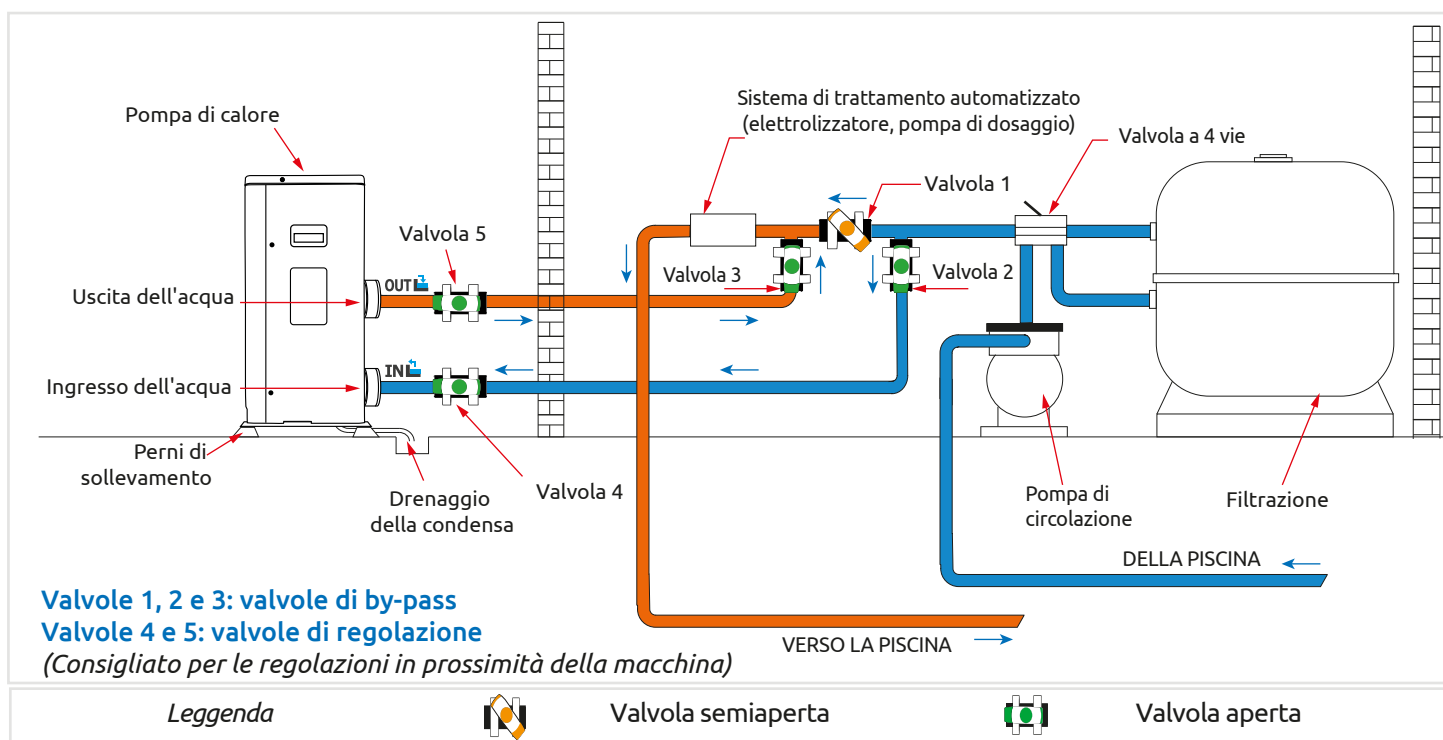 Pompa di calore
Sistema di trattamento automatizzato
(elettrolizzatore, pompa di dosaggio)
Valvola a 4 vie
Valvola 1
Valvola 5
Valvola 3
Valvola 2
Uscita dell'acqua
OUT
Ingresso dell'acqua
IN
Perni di
sollevamento
Drenaggio
della condensa
Valvola 4
Pompa di
circolazione
Filtrazione
DELLA PISCINA
VERSO LA PISCINA
Valvole 1, 2 e 3: valvole di by-pass
Valvole 4 e 5: valvole di regolazione
(Consigliato per le regolazioni in prossimità della macchina)
Leggenda
Valvola semiaperta
Valvola aperta